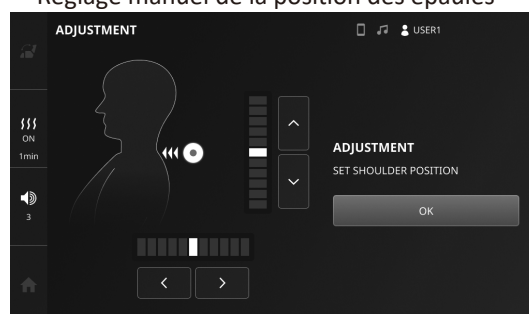 Réglage manuel de la position des épaules
ADJUSTMENT
USER1
ON
1min
3
ADJUSTMENT
SET SHOULDER POSITION
OK